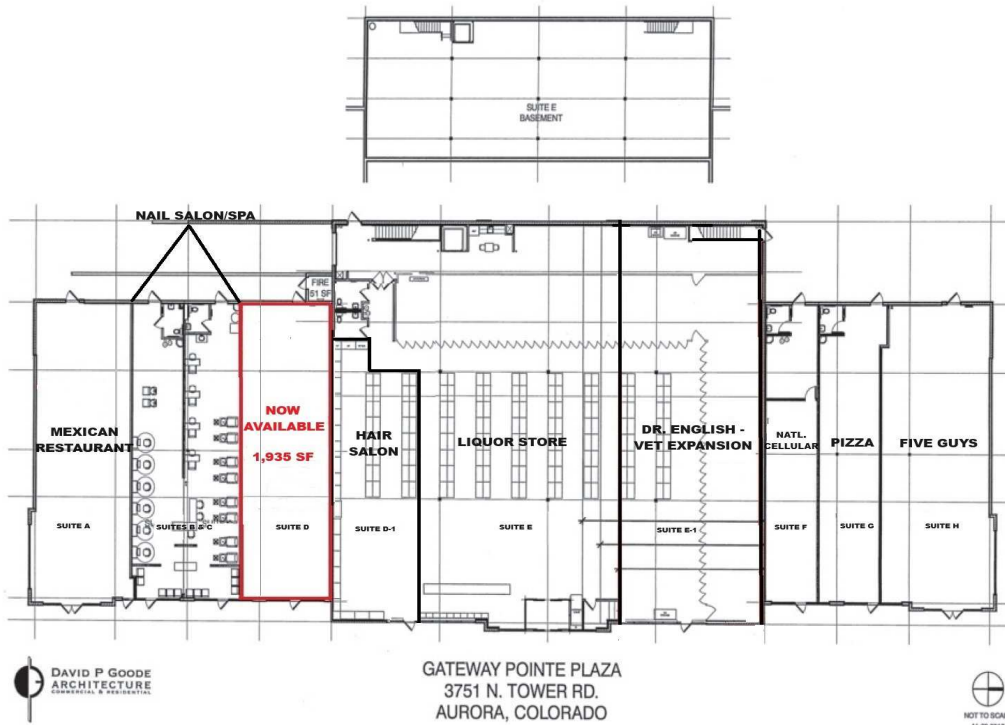 SUITE E
BASEMENT
NAIL SALON/SPA
FIRE
51 SF
MEXICAN
RESTAURANT
NOW
AVAILABLE
1,935 SF
HAIR
SALON
LIQUOR STORE
DR. ENGLISH -
VET EXPANSION
NATL.
CELLULAR
PIZZA
FIVE GUYS
SUITE A
SUITES B & C
SUITE D
SUITE D-1
SUITE E
SUITE E-1
SUITE F
SUITE G
SUITE H
DAVID P GOODE
ARCHITECTURE
COMMERCIAL & RESIDENTIAL
GATEWAY POINTE PLAZA
3751 N. TOWER RD.
AURORA, COLORADO
NOT TO SCAL